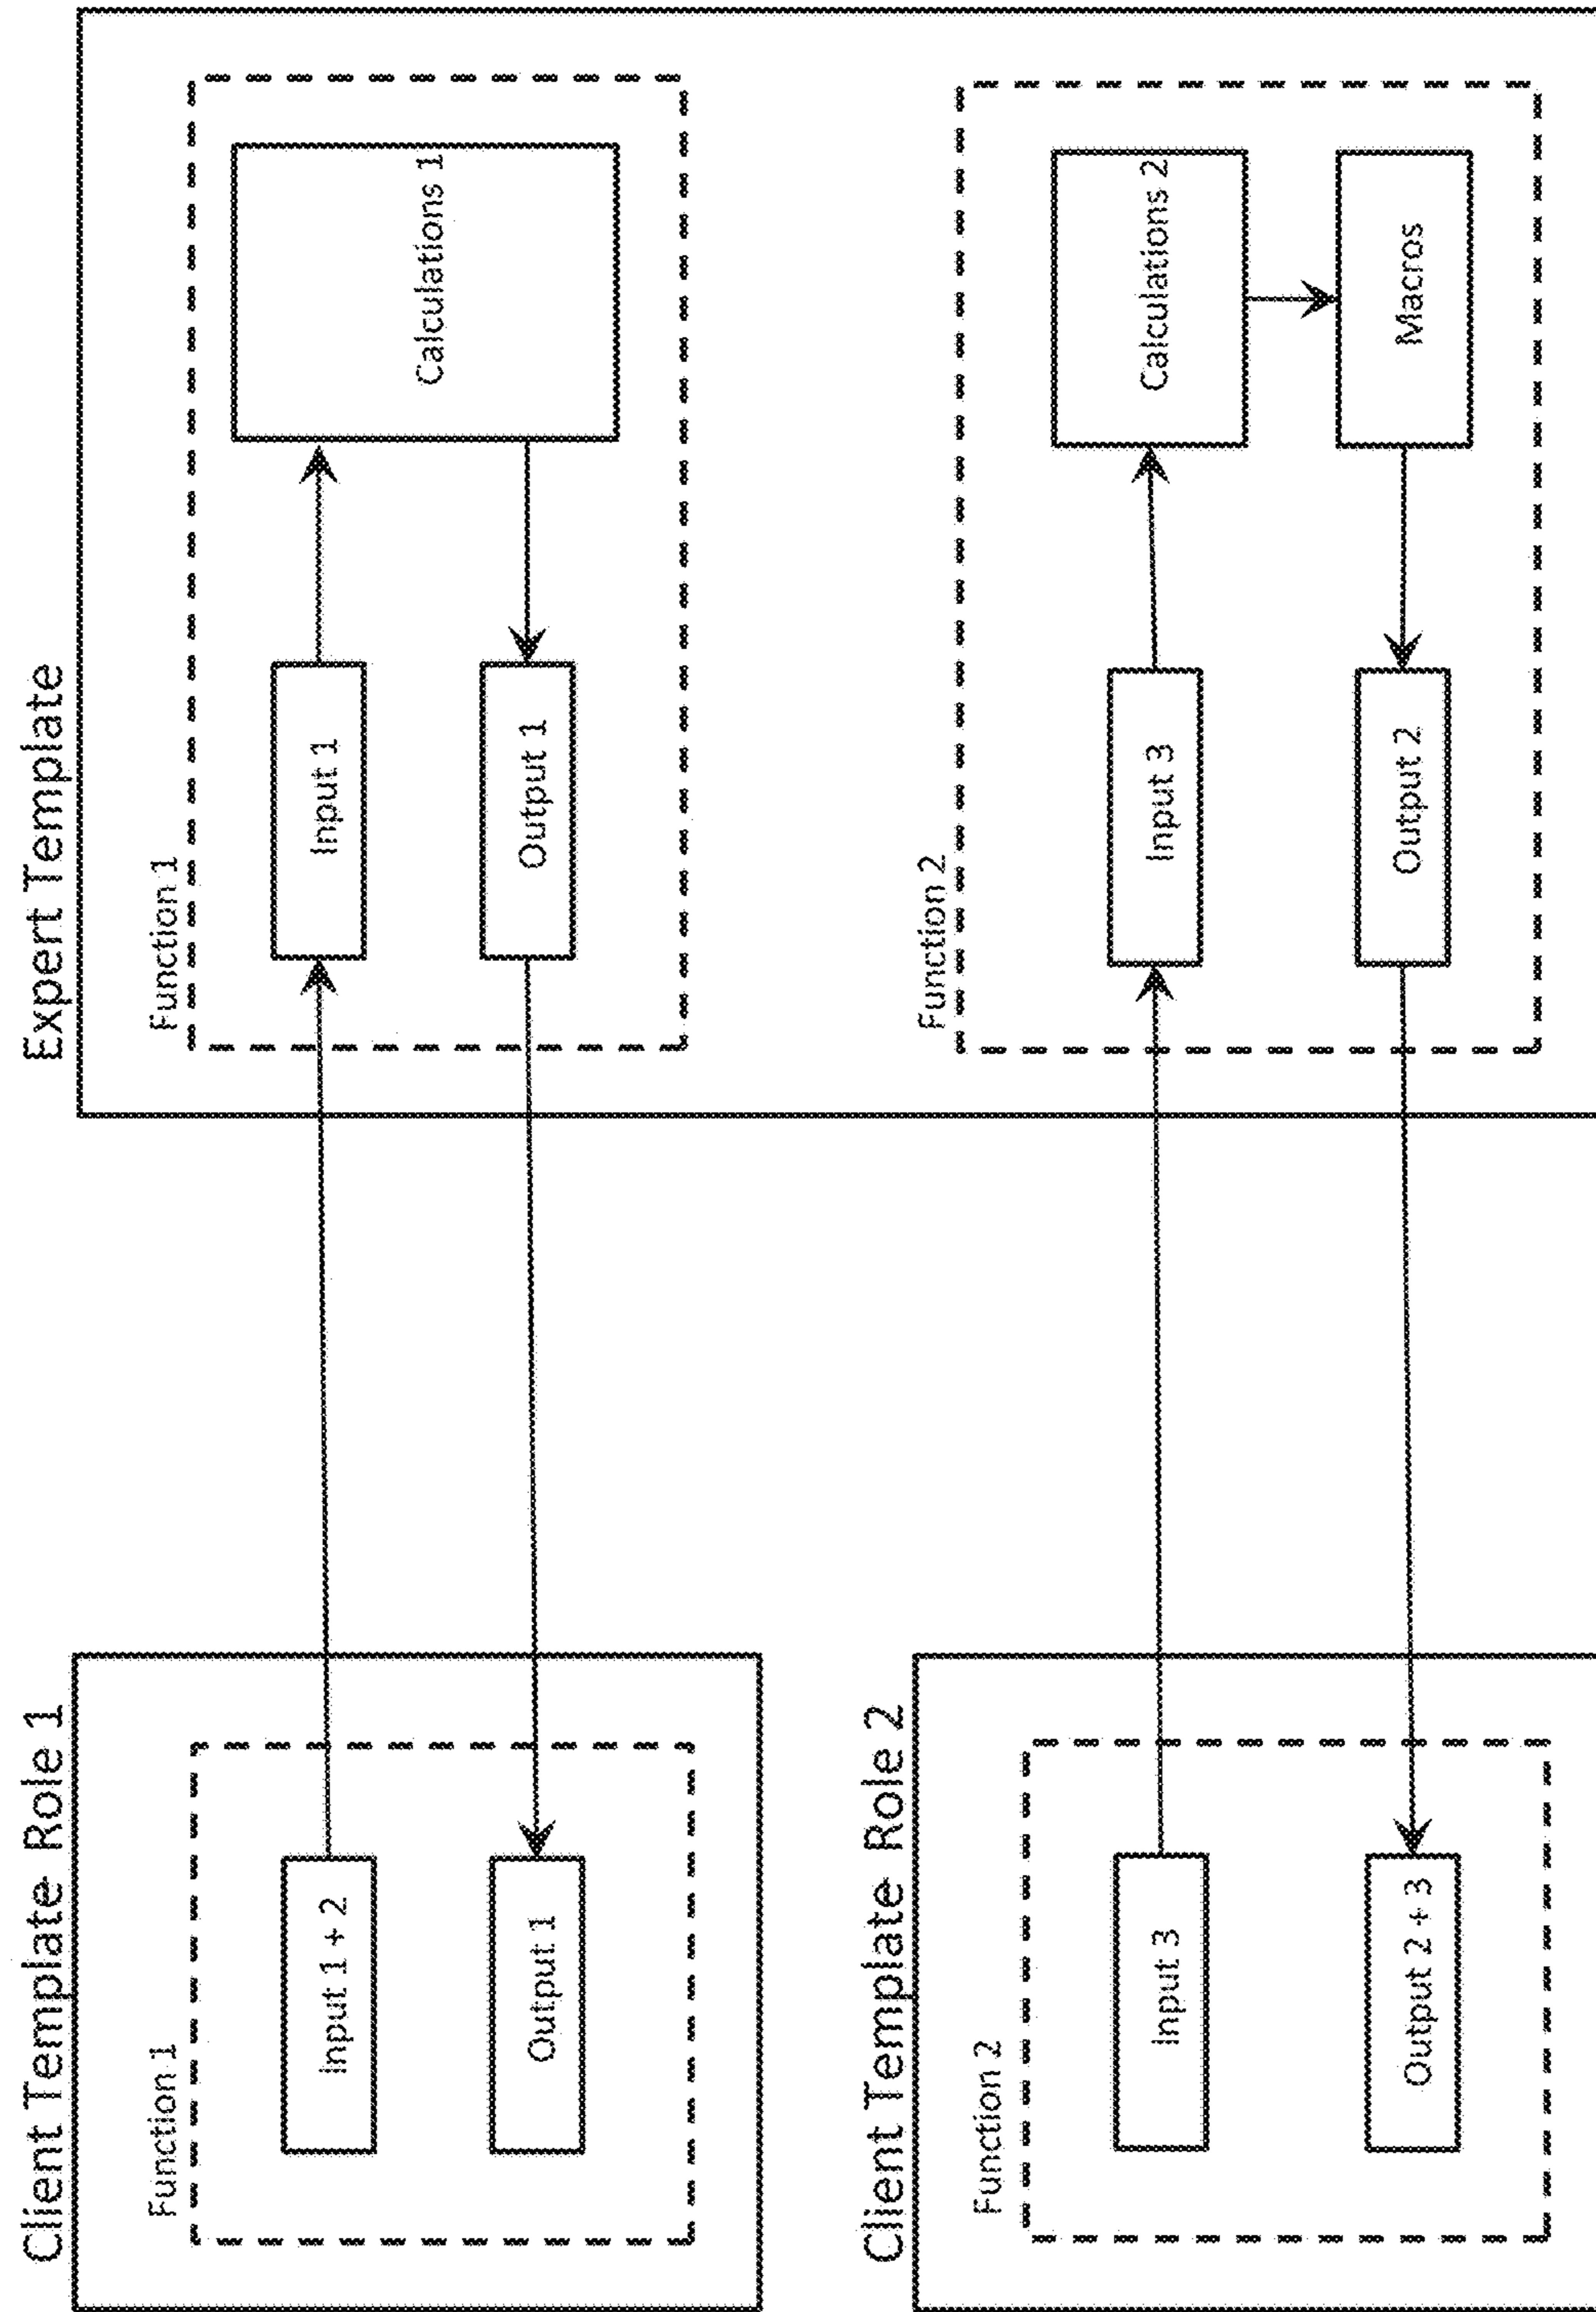 Client Template Role 1
Function 1
Input 1 + 2
Output 1
Client Template Role 2
Function 2
Input 3
Output 2 + 3
Expert Template
Function 1
Input 1
Calculations 1
Output 1
Function 2
Input 3
Calculations 2
Output 2
Macros